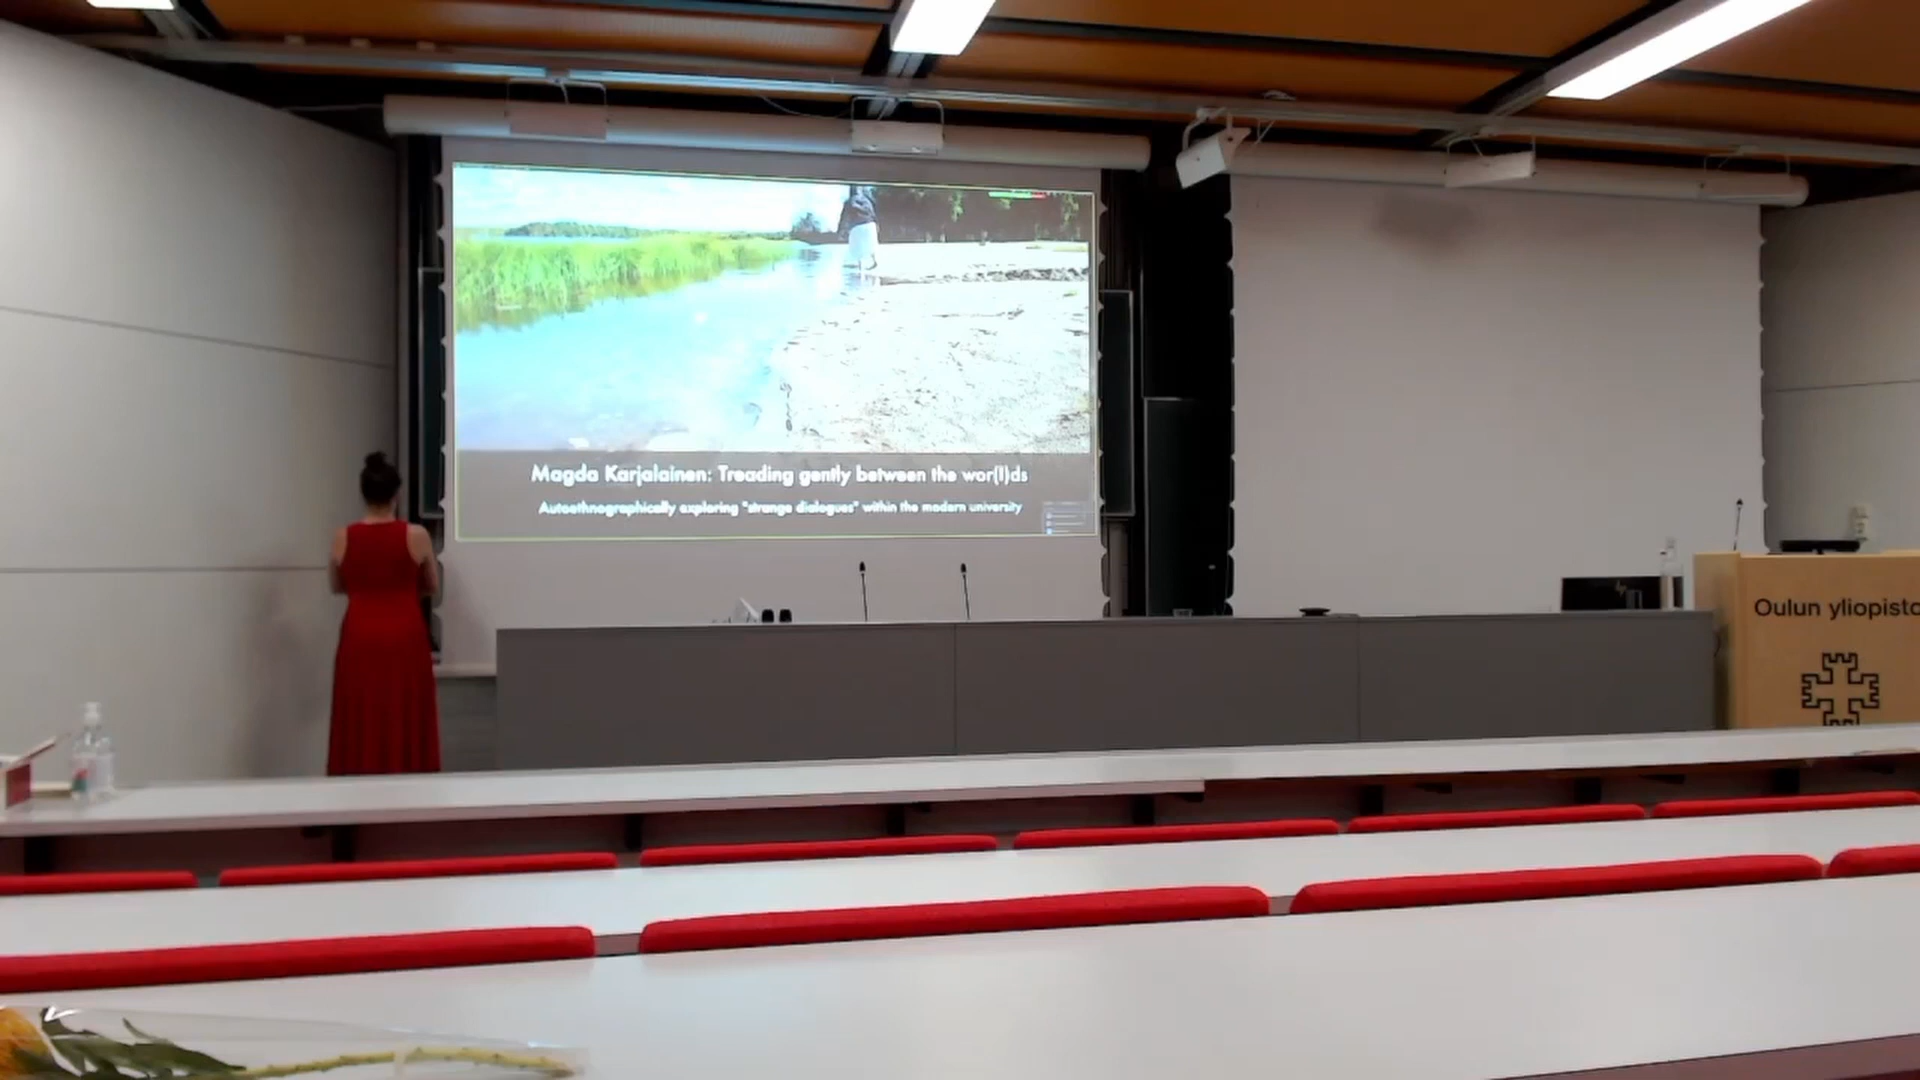 Magda Karjalainen: Treading gently between the wor(l)ds
Autoethnographically exploring "strange dialogues" within the modern university
Oulun yliopisto